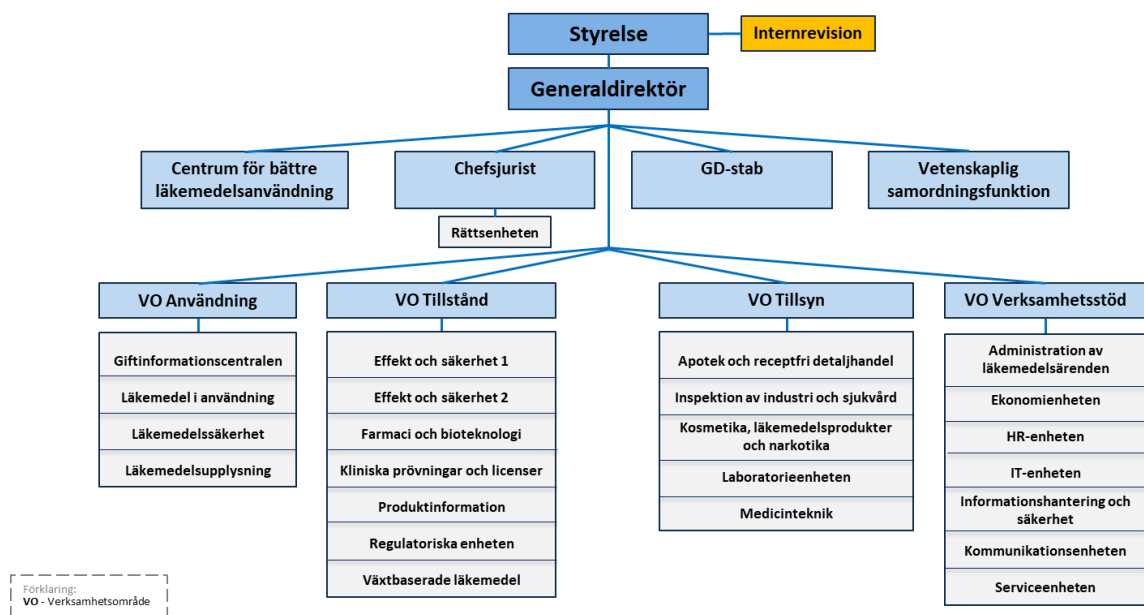 Styrelse
Internrevision
Generaldirektör
Centrum för bättre
läkemedelsanvändning
Chefsjurist
GD-stab
Vetenskaplig
samordningsfunktion
Rättsenheten
VO Användning
Giftinformationscentralen
Läkemedel i användning
Läkemedelssäkerhet
Läkemedelsupplysning
VO Tillstånd
Effekt och säkerhet 1
Effekt och säkerhet 2
Farmaci och bioteknologi
Kliniska prövningar och licenser
Produktinformation
Regulatoriska enheten
Växtbaserade läkemedel
VO Tillsyn
Apotek och receptfri detaljhandel
Inspektion av industri och sjukvård
Kosmetika, läkemedelsprodukter
och narkotika
Laboratorieenheten
Medicinteknik
VO Verksamhetsstöd
Administration av
läkemedelsärenden
Ekonomienheten
HR-enheten
IT-enheten
Informationshantering och
säkerhet
Kommunikationsenheten
Serviceenheten
Förklaring:
VO - Verksamhetsområde